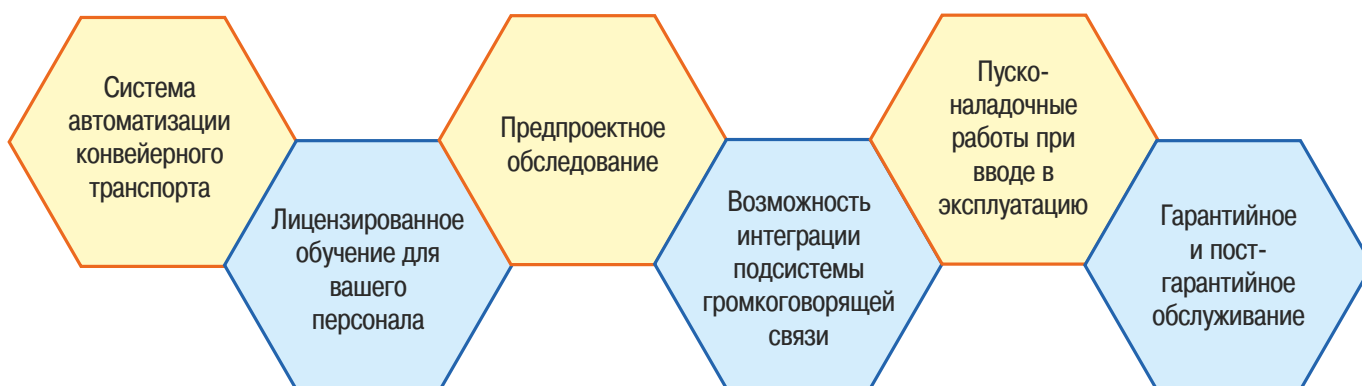 Система
автоматизации
конвейерного
транспорта
Лицензированное
обучение для
вашего
персонала
Предпроектное
обследование
Возможность
интеграции
подсистемы
громкоговорящей
связи
Пуско-
наладочные
работы при
вводе в
эксплуатацию
Гарантийное
и пост-
гарантийное
обслуживание